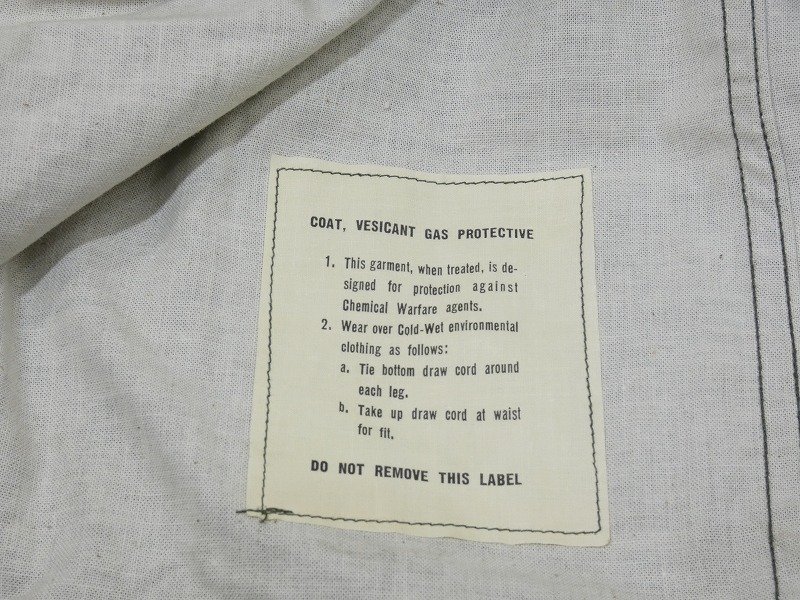 COAT, VESICANT GAS PROTECTIVE
1. This garment, when treated, is de-
signed for protection against
Chemical Warfare agents.
2. Wear over Cold-Wet environmental
clothing as follows:
a. Tie bottom draw cord around
each leg.
b. Take up draw cord at waist
for fit.
DO NOT REMOVE THIS LABEL